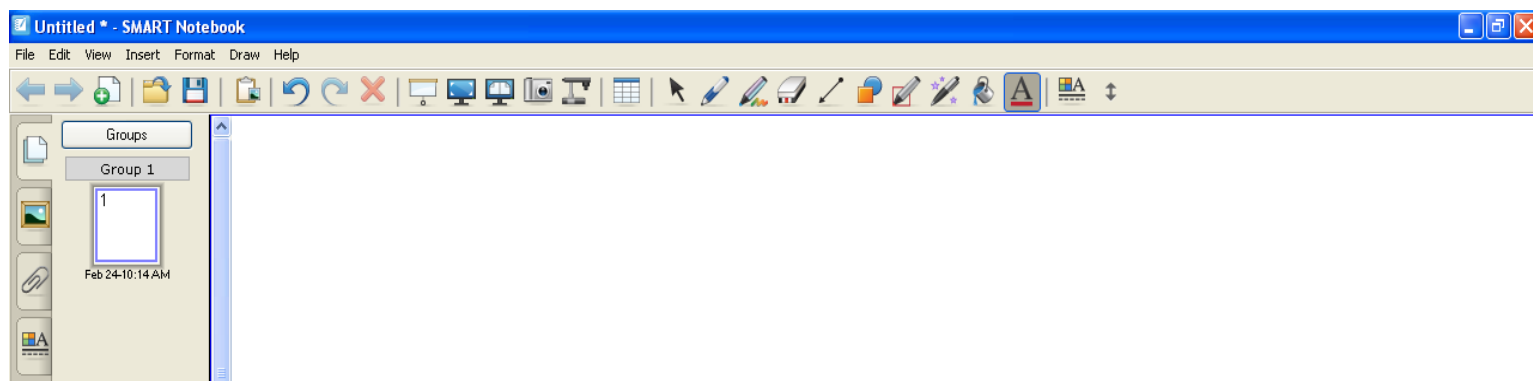 Untitled * - SMART Notebook
File Edit View Insert Format Draw Help
A
A
Groups
Group 1
1
Feb 24-10:14 AM
A